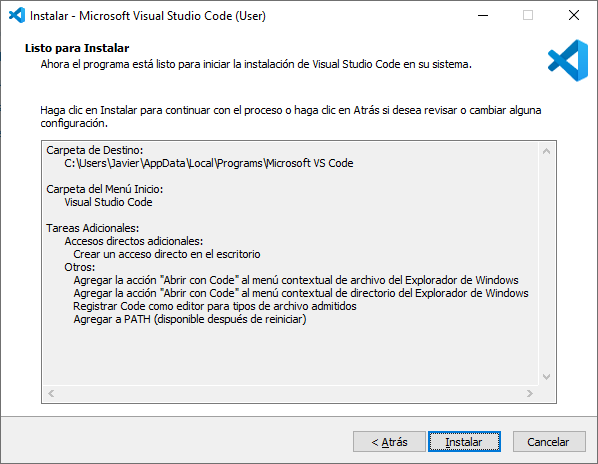 Instalar - Microsoft Visual Studio Code (User)
Listo para Instalar
Ahora el programa está listo para iniciar la instalación de Visual Studio Code en su sistema.
Haga clic en Instalar para continuar con el proceso o haga clic en Atrás si desea revisar o cambiar alguna
configuración.
Carpeta de Destino:
C:\Users\Javier\AppData\Local\Programs\Microsoft VS Code
Carpeta del Menú Inicio:
Visual Studio Code
Tareas Adicionales:
Accesos directos adicionales:
Crear un acceso directo en el escritorio
Otros:
Agregar la acción "Abrir con Code" al menú contextual de archivo del Explorador de Windows
Agregar la acción "Abrir con Code" al menú contextual de directorio del Explorador de Windows
Registrar Code como editor para tipos de archivo admitidos
Agregar a PATH (disponible después de reiniciar)
< Atrás Instalar Cancelar